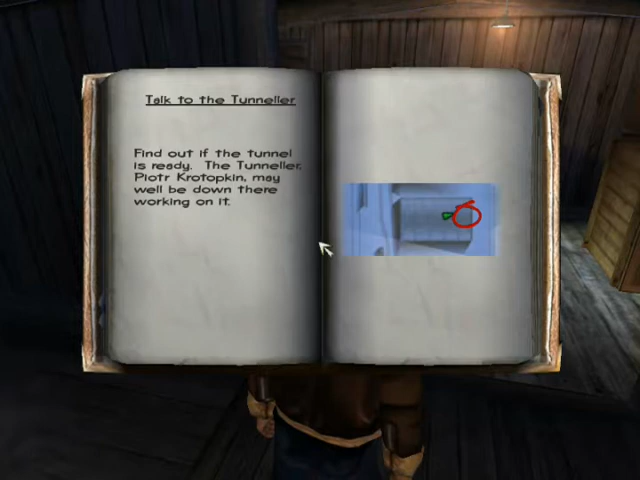 Talk to the Tunneller
Find out if the tunnel
is ready. The Tunneller,
Piotr Krotopkin, may
well be down there
working on it.